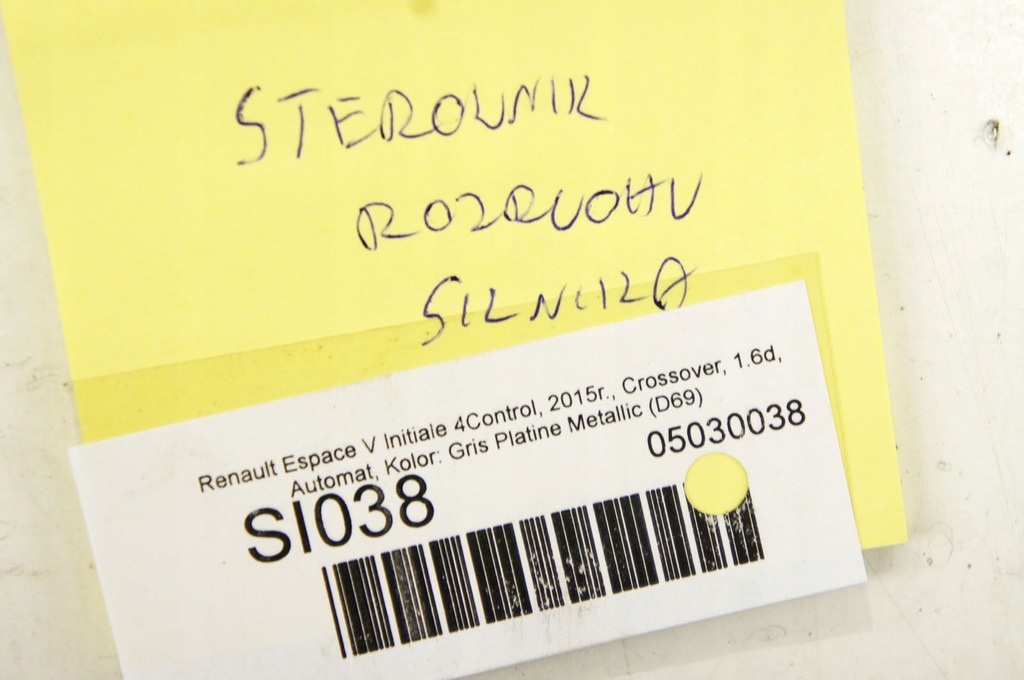 STEROWNIK
ROZRUCHU
SILNIKA
Renault Espace V Initiale 4Control, 2015r., Crossover, 1.6d,
Automat, Kolor: Gris Platine Metallic (D69)
SI038
05030038